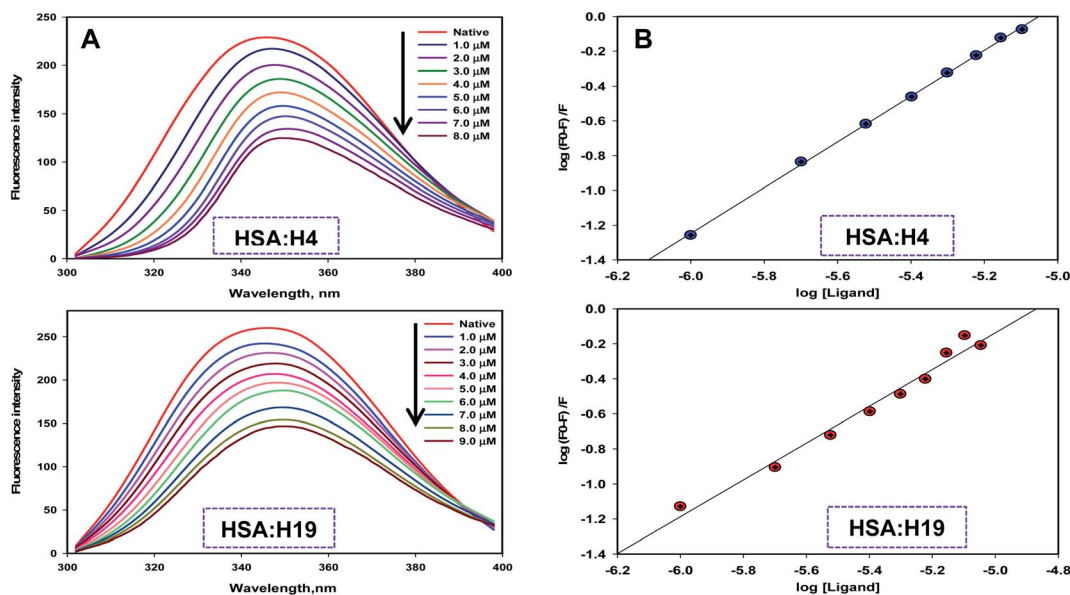 A
Fluorescence intensity
250
200
150
100
50
0
300
320
340
360
380
400
Wavelength, nm
Native
1.0 µM
2.0 µM
3.0 µM
4.0 µM
5.0 µM
6.0 µM
7.0 µM
8.0 µM
HSA:H4
B
log (F0-F) /F
0.0
-0.2
-0.4
-0.6
-0.8
-1.0
-1.2
-1.4
-6.2
-6.0
-5.8
-5.6
-5.4
-5.2
-5.0
log [Ligand]
HSA:H4
Fluorescence intensity
250
200
150
100
50
0
300
320
340
360
380
400
Wavelength,nm
Native
1.0 µM
2.0 µM
3.0 µM
4.0 µM
5.0 µM
6.0 µM
7.0 µM
8.0 µM
9.0 µM
HSA:H19
log (F0-F) /F
0.0
-0.2
-0.4
-0.6
-0.8
-1.0
-1.2
-1.4
-6.2
-6.0
-5.8
-5.6
-5.4
-5.2
-5.0
-4.8
log [Ligand]
HSA:H19